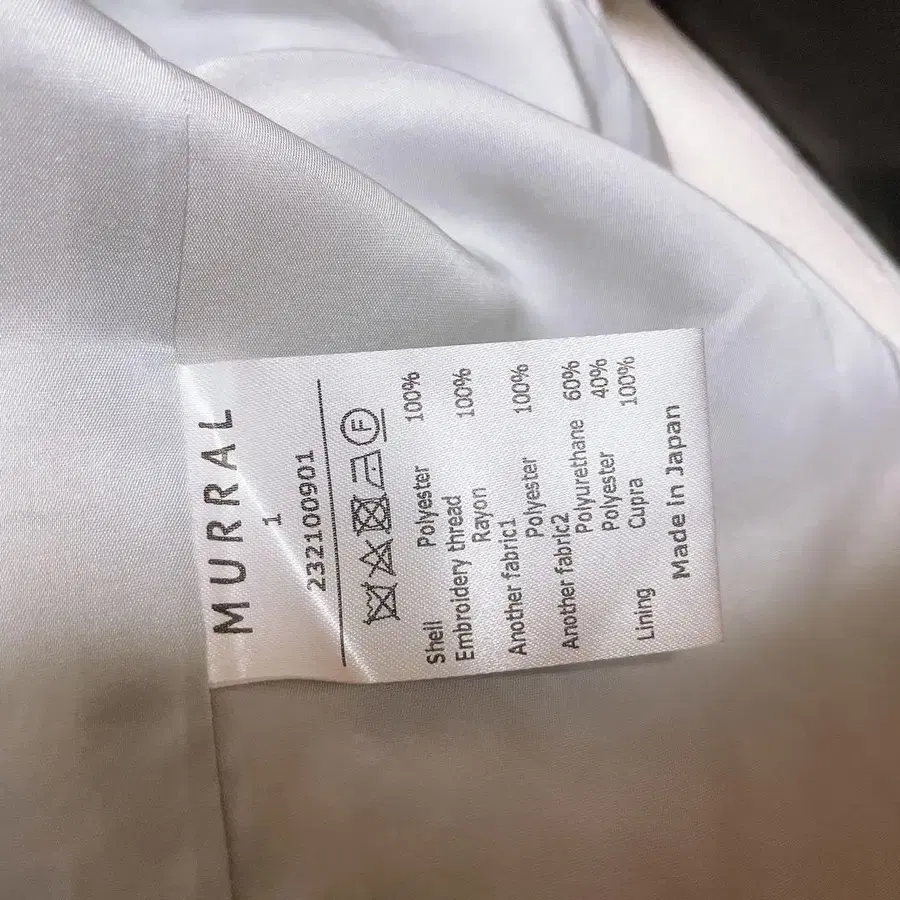 MURRAL
1
232100901
F
Shell Polyester 100%
Embroidery thread
Rayon 100%
Another fabric1
Polyester 100%
Another fabric2
Polyurethane 60%
Polyester 40%
Lining Cupra 100%
Made in Japan